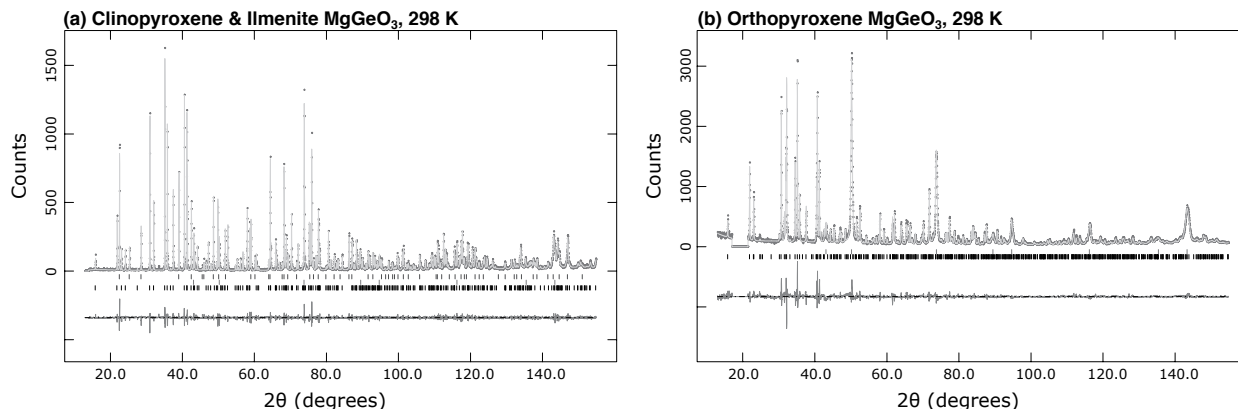 (a) Clinopyroxene & Ilmenite MgGeO3, 298 K
1500
1000
500
0
Counts
20.0 40.0 60.0 80.0 100.0 120.0 140.0
2θ (degrees)
(b) Orthopyroxene MgGeO3, 298 K
3000
2000
1000
0
Counts
20.0 40.0 60.0 80.0 100.0 120.0 140.0
2θ (degrees)